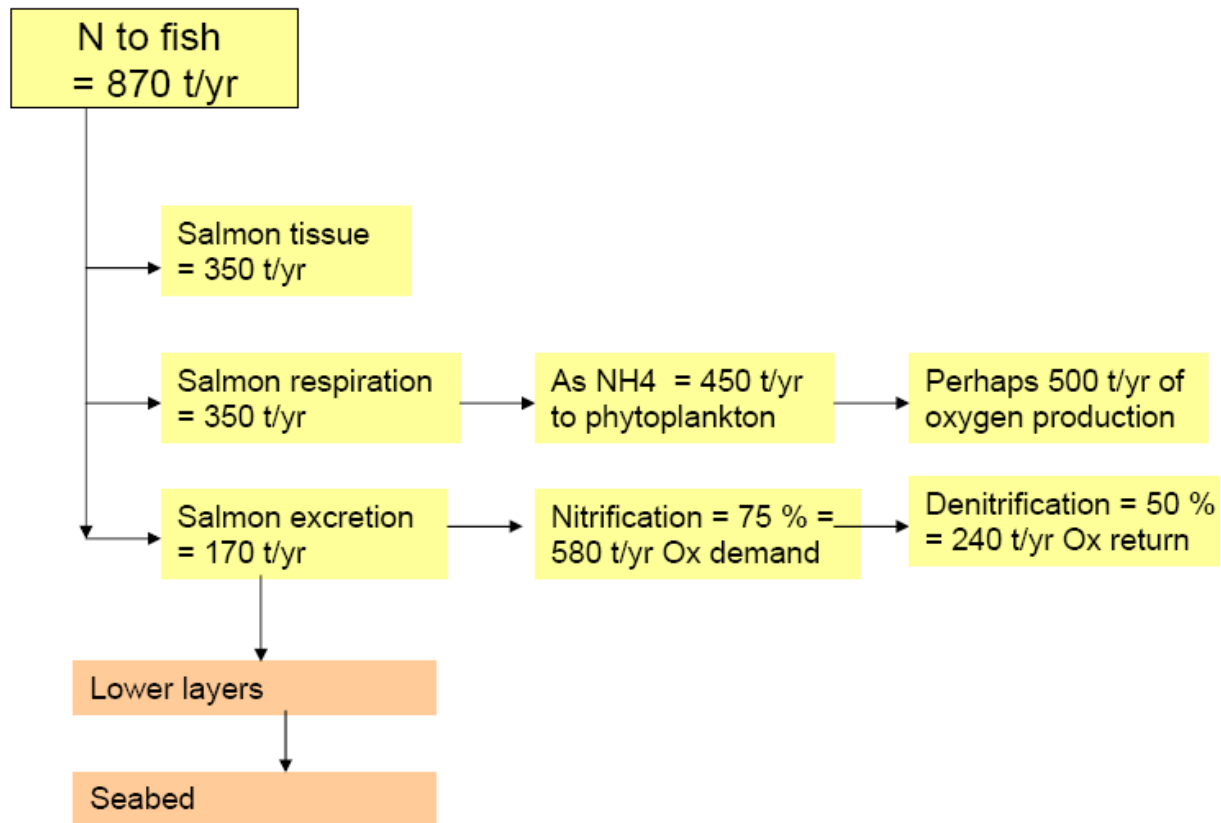 N to fish
= 870 t/yr
Salmon tissue
= 350 t/yr
Salmon respiration
= 350 t/yr
As NH4  = 450 t/yr
to phytoplankton
Perhaps 500 t/yr of
oxygen production
Salmon excretion
= 170 t/yr
Nitrification = 75 % =
580 t/yr Ox demand
Denitrification = 50 %
= 240 t/yr Ox return
Lower layers
Seabed